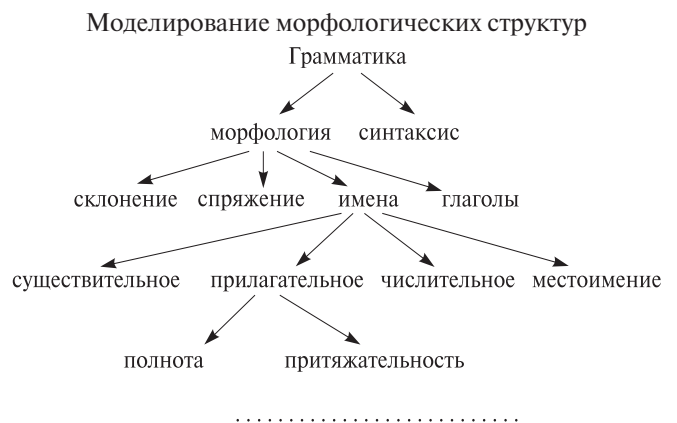 Моделирование морфологических структур
Грамматика
морфология синтаксис
склонение спряжение имена глаголы
существительное прилагательное числительное местоимение
полнота притяжательность
...........................